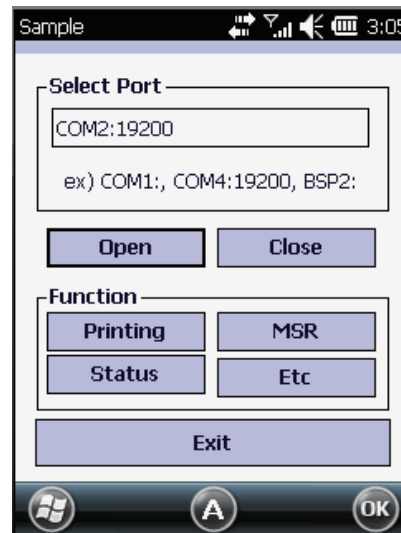 Sample 3:05
Select Port
COM2:19200
ex) COM1:, COM4:19200, BSP2:
Open Close
Function
Printing MSR
Status Etc
Exit
A OK